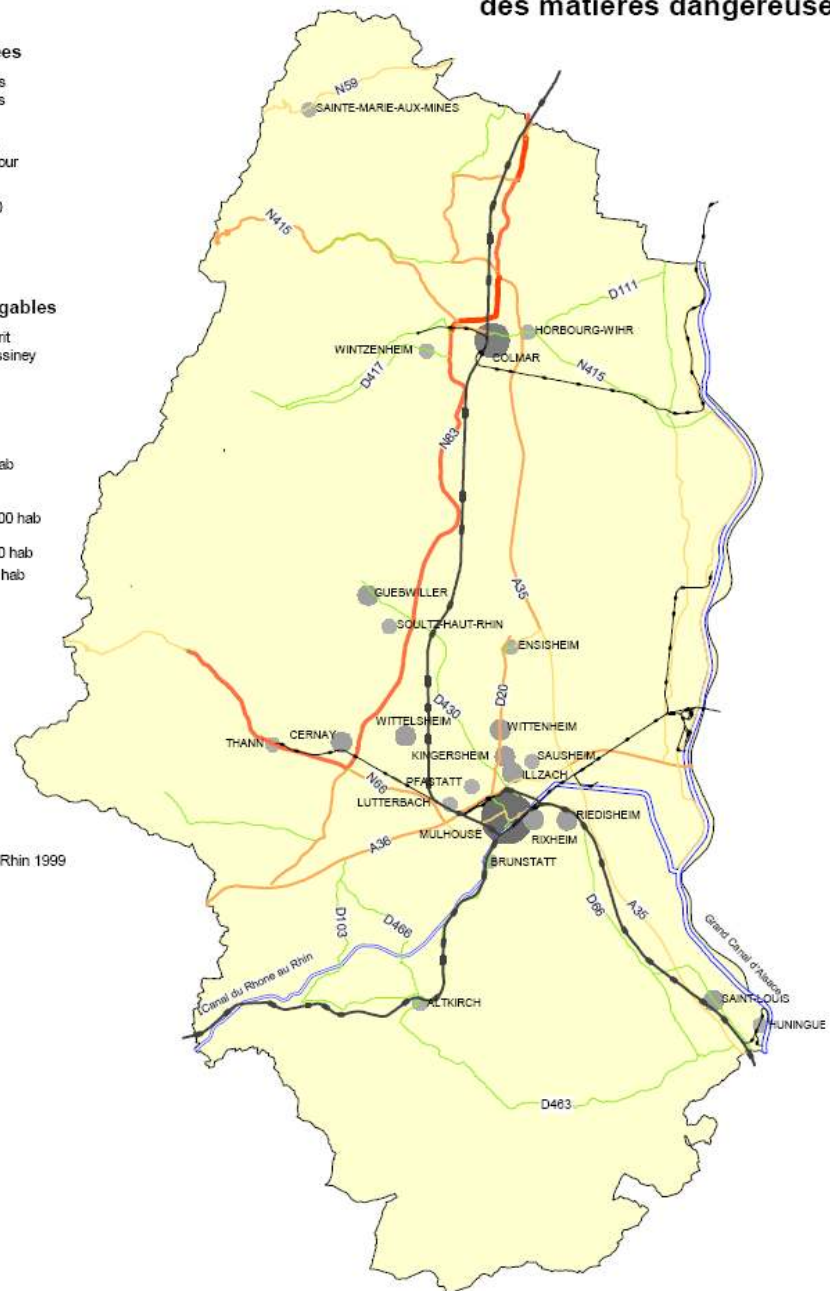 des matières dangereuse
ées
s
s
our
)
gables
rit
ssiney
ab
00 hab
0 hab
hab
Rhin 1999
N59
SAINTE-MARIE-AUX-MINES
N415
D111
HORBOURG-WIHR
WINTZENHEIM
COLMAR
D417
N415
N83
GUEBWILLER
A35
SOULTZ-HAUT-RHIN
ENSISHEIM
D20
D430
WITTELSHEIM
WITTENHEIM
CERNAY
THANN
KINGERSHEIM
SAUSHEIM
ILLZACH
N66
PFASTATT
LUTTERBACH
RIEDISHEIM
MULHOUSE
RIXHEIM
A36
BRUNSTATT
D103
D466
D66
A35
Grand Canal d'Alsace
Canal du Rhone au Rhin
ALTKIRCH
SAINT-LOUIS
HUNINGUE
D463